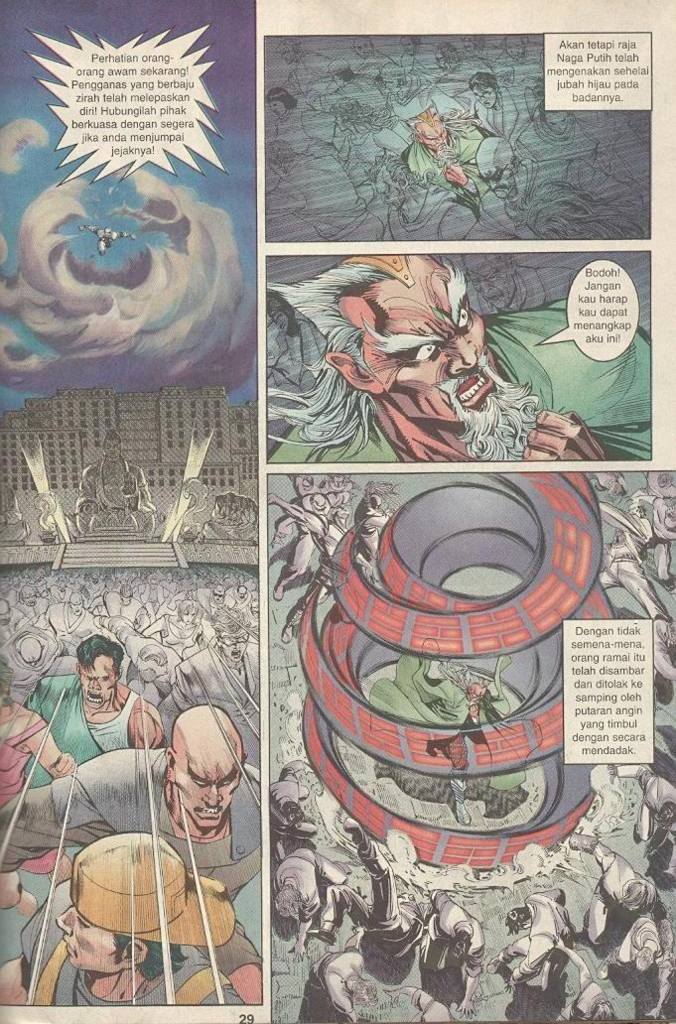 Perhatian orang-
orang awam sekarang!
Pengganas yang berbaju
zirah telah melepaskan
diri! Hubungilah pihak
berkuasa dengan segera
jika anda menjumpai
jejaknya!
Akan tetapi raja
Naga Putih telah
mengenakan sehelai
jubah hijau pada
badannya.
Bodoh!
Jangan
kau harap
kau dapat
menangkap
aku ini!
Dengan tidak
semena-mena,
orang ramai itu
telah disambar
dan ditolak ke
samping oleh
putaran angin
yang timbul
dengan secara
mendadak.
29